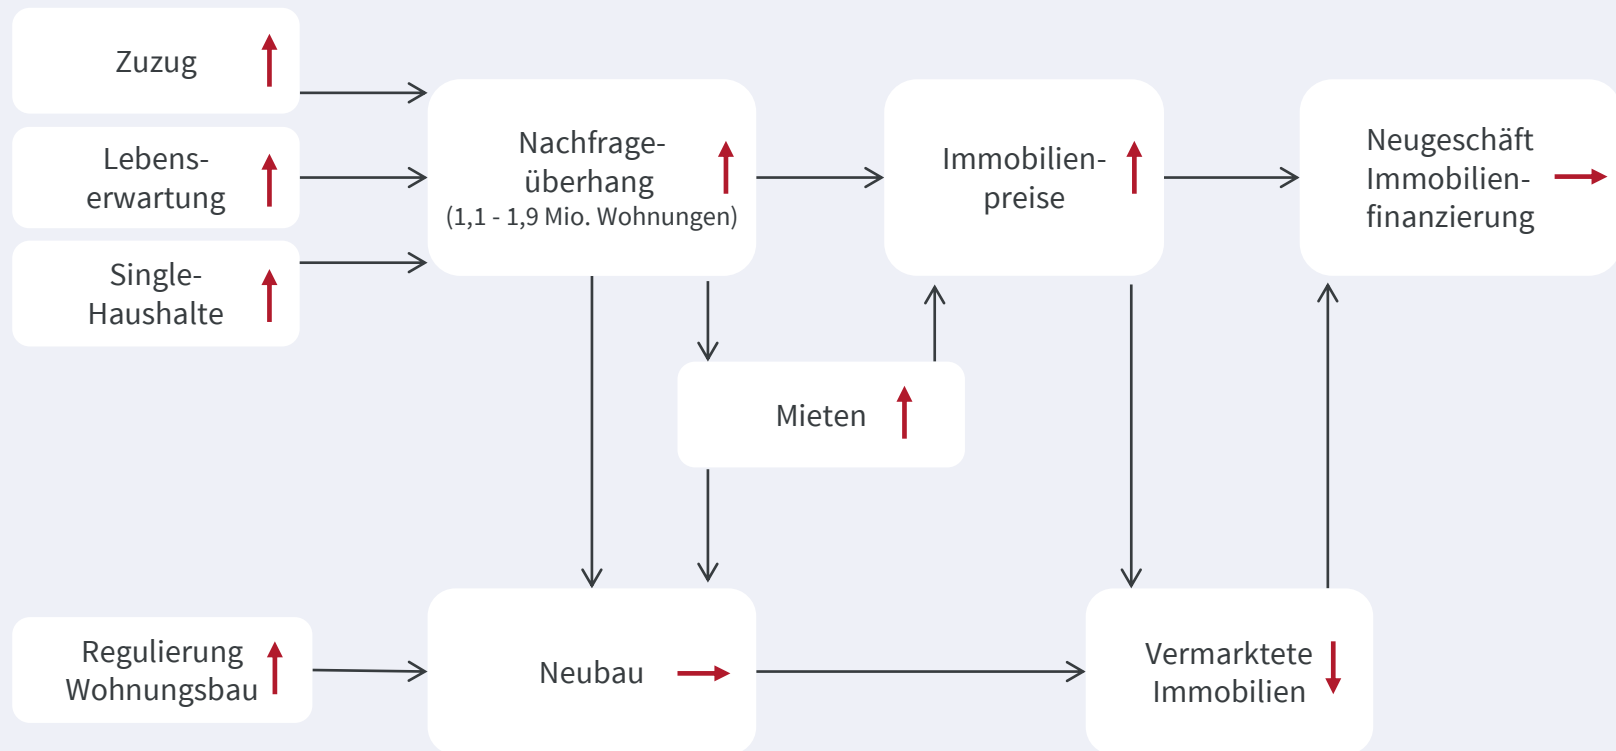 Zuzug
Lebens-
erwartung
Single-
Haushalte
Nachfrage-
überhang
(1,1 - 1,9 Mio. Wohnungen)
Immobilien-
preise
Neugeschäft
Immobilien-
finanzierung
Mieten
Regulierung
Wohnungsbau
Neubau
Vermarktete
Immobilien